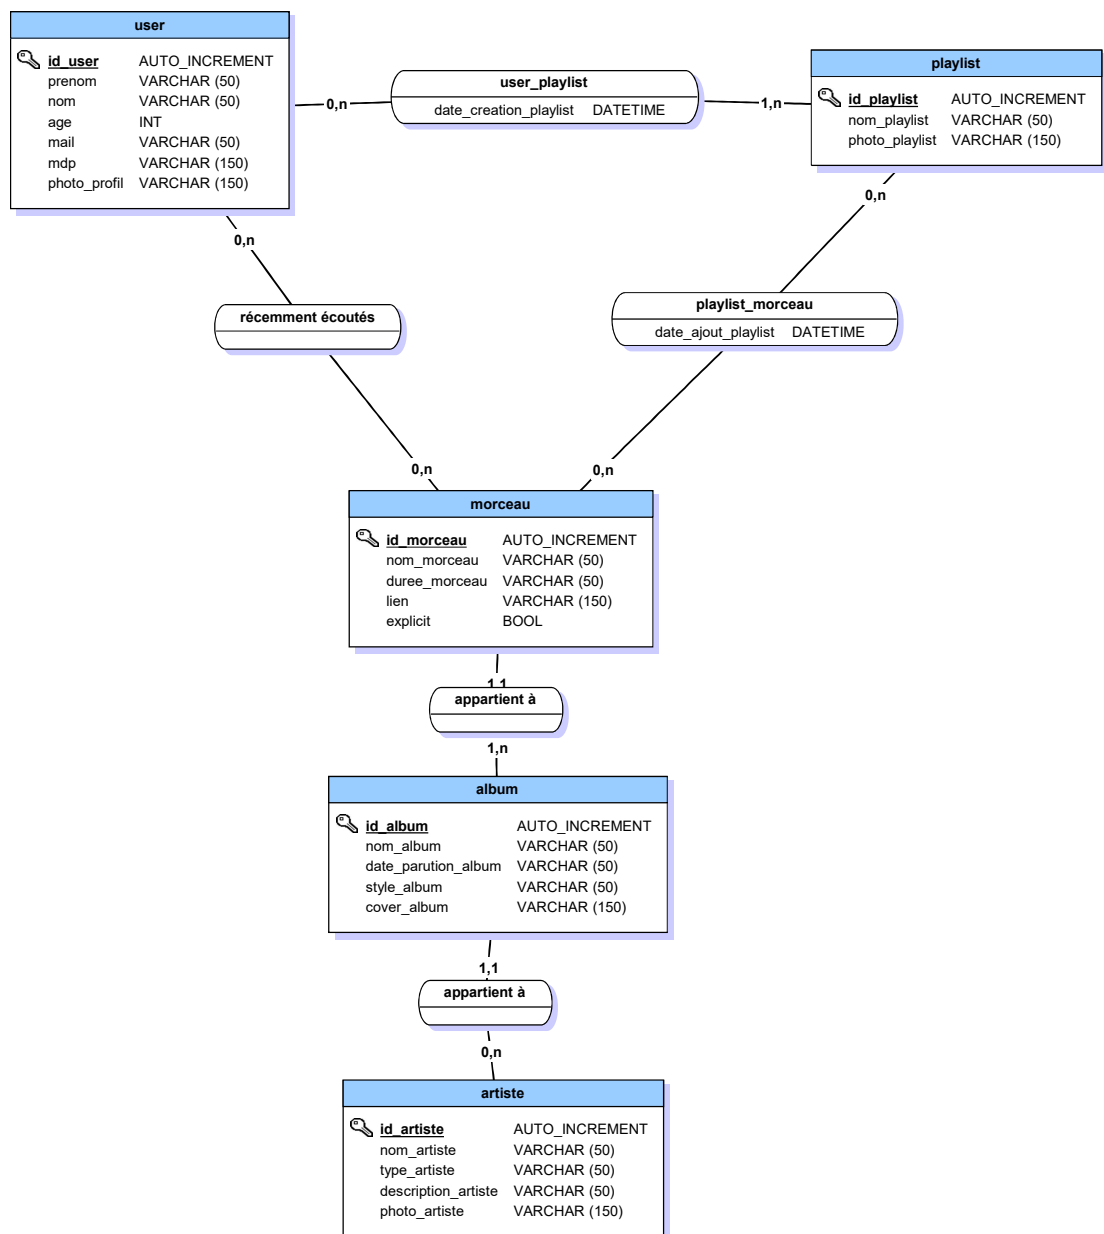 user
id_user AUTO_INCREMENT
prenom VARCHAR (50)
nom VARCHAR (50)
age INT
mail VARCHAR (50)
mdp VARCHAR (150)
photo_profil VARCHAR (150)
0,n
user_playlist
date_creation_playlist DATETIME
1,n
playlist
id_playlist AUTO_INCREMENT
nom_playlist VARCHAR (50)
photo_playlist VARCHAR (150)
0,n
0,n
récemment écoutés
playlist_morceau
date_ajout_playlist DATETIME
0,n
0,n
morceau
id_morceau AUTO_INCREMENT
nom_morceau VARCHAR (50)
duree_morceau VARCHAR (50)
lien VARCHAR (150)
explicit BOOL
1,1
appartient à
1,n
album
id_album AUTO_INCREMENT
nom_album VARCHAR (50)
date_parution_album VARCHAR (50)
style_album VARCHAR (50)
cover_album VARCHAR (150)
1,1
appartient à
0,n
artiste
id_artiste AUTO_INCREMENT
nom_artiste VARCHAR (50)
type_artiste VARCHAR (50)
description_artiste VARCHAR (50)
photo_artiste VARCHAR (150)